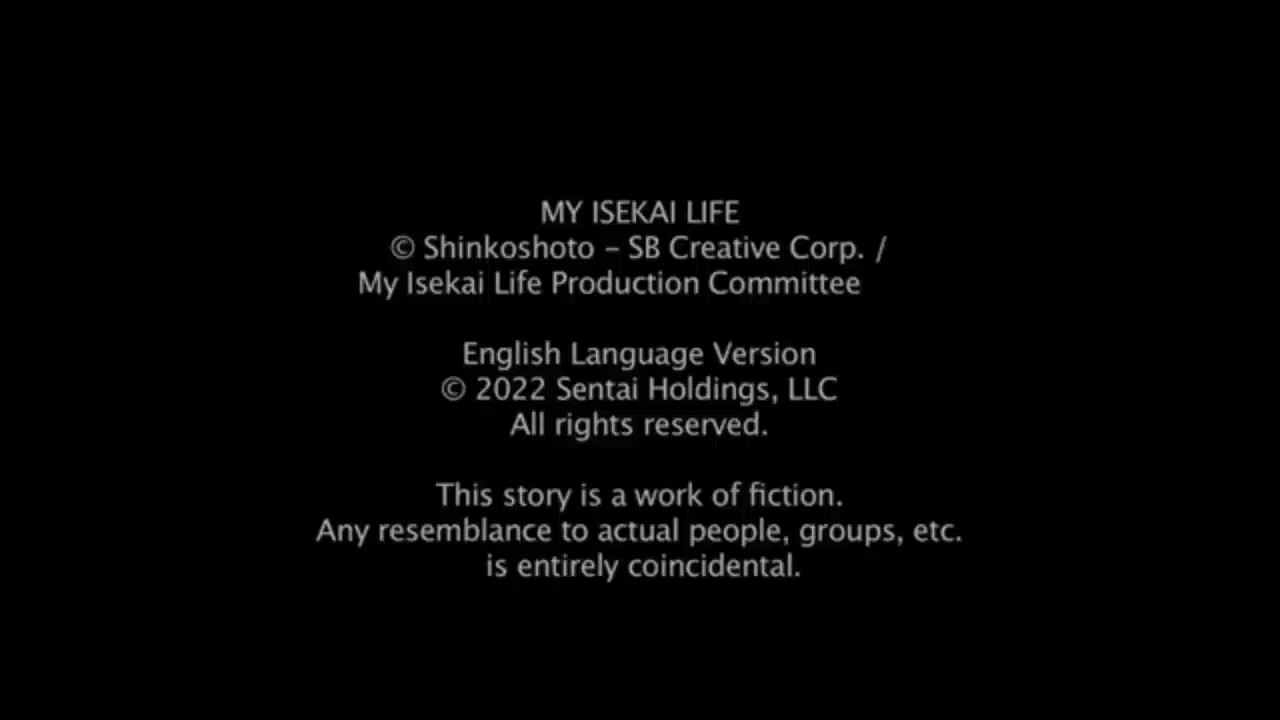 MY ISEKAI LIFE
© Shinkoshoto – SB Creative Corp. /
My Isekai Life Production Committee
English Language Version
© 2022 Sentai Holdings, LLC
All rights reserved.
This story is a work of fiction.
Any resemblance to actual people, groups, etc.
is entirely coincidental.